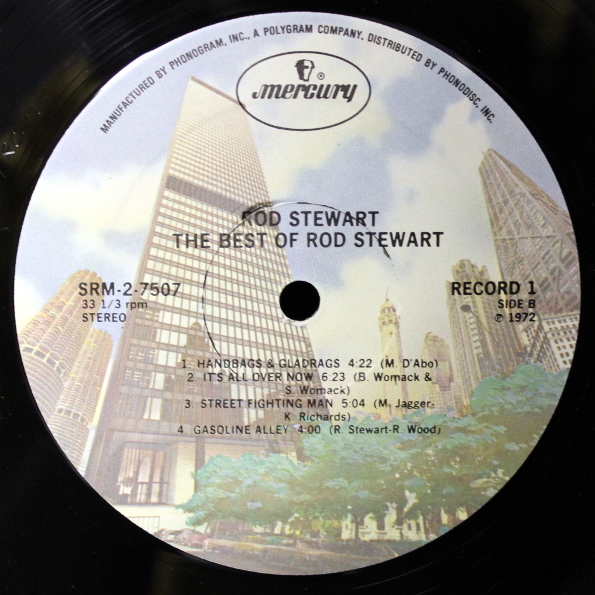 MANUFACTURED BY PHONOGRAM, INC., A POLYGRAM COMPANY. DISTRIBUTED BY PHONODISC, INC.
mercury
ROD STEWART
THE BEST OF ROD STEWART
SRM-2-7507
33 1/3 rpm
STEREO
RECORD 1
SIDE B
℗ 1972
1. HANDBAGS & GLADRAGS 4:22 (M. D'Abo)
2. IT'S ALL OVER NOW 6:23 (B. Womack &
S. Womack)
3. STREET FIGHTING MAN 5:04 (M. Jagger-
K. Richards)
4. GASOLINE ALLEY 4:00 (R. Stewart-R. Wood)